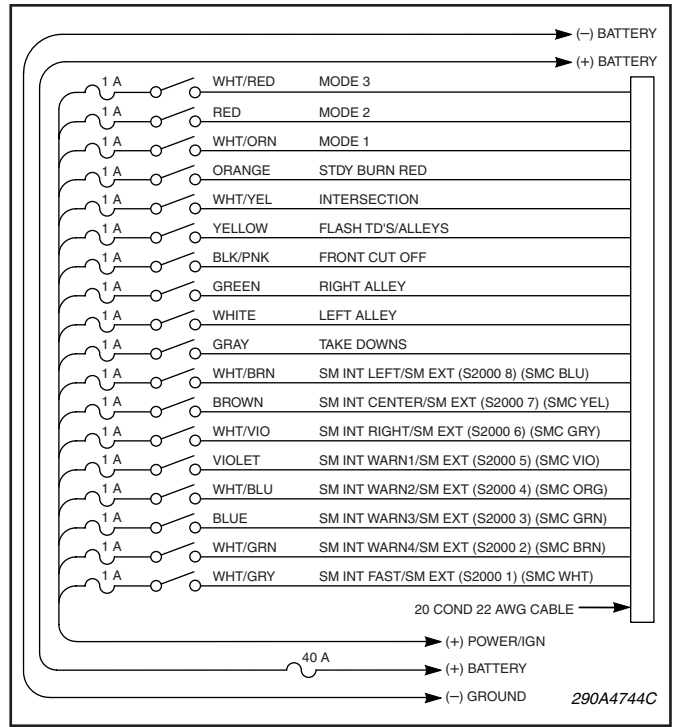 (–) BATTERY
(+) BATTERY
1 A WHT/RED MODE 3
1 A RED MODE 2
1 A WHT/ORN MODE 1
1 A ORANGE STDY BURN RED
1 A WHT/YEL INTERSECTION
1 A YELLOW FLASH TD'S/ALLEYS
1 A BLK/PNK FRONT CUT OFF
1 A GREEN RIGHT ALLEY
1 A WHITE LEFT ALLEY
1 A GRAY TAKE DOWNS
1 A WHT/BRN SM INT LEFT/SM EXT (S2000 8) (SMC BLU)
1 A BROWN SM INT CENTER/SM EXT (S2000 7) (SMC YEL)
1 A WHT/VIO SM INT RIGHT/SM EXT (S2000 6) (SMC GRY)
1 A VIOLET SM INT WARN1/SM EXT (S2000 5) (SMC VIO)
1 A WHT/BLU SM INT WARN2/SM EXT (S2000 4) (SMC ORG)
1 A BLUE SM INT WARN3/SM EXT (S2000 3) (SMC GRN)
1 A WHT/GRN SM INT WARN4/SM EXT (S2000 2) (SMC BRN)
1 A WHT/GRY SM INT FAST/SM EXT (S2000 1) (SMC WHT)
20 COND 22 AWG CABLE
(+) POWER/IGN
40 A (+) BATTERY
(–) GROUND 290A4744C